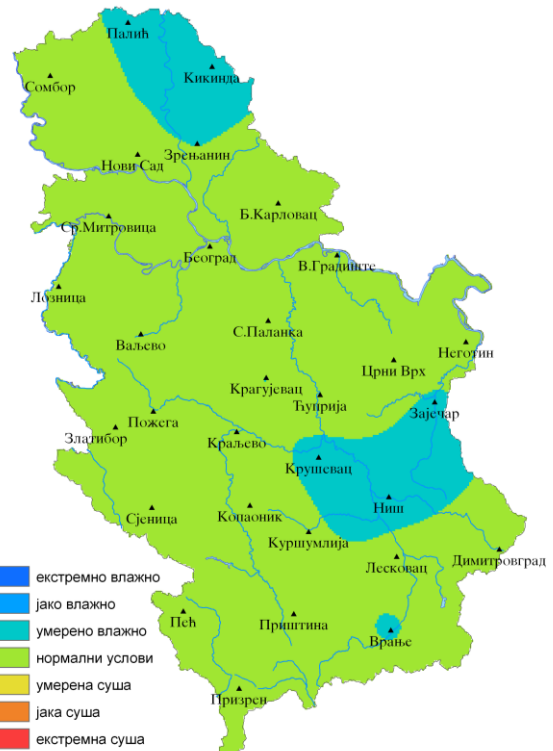 Палић
Кикинда
Сомбор
Зрењанин
Нови Сад
Б.Карловац
Ср.Митровица
Београд
В.Градиште
Лозница
С.Паланка
Ваљево
Неготин
Црни Врх
Крагујевац
Ћуприја
Зајечар
Пожега
Златибор
Краљево
Крушевац
Ниш
Сјеница
Копаоник
Куршумлија
Димитровград
Лесковац
Пећ
Приштина
Врање
Призрен
екстремно влажно
јако влажно
умерено влажно
нормални услови
умерена суша
јака суша
екстремна суша